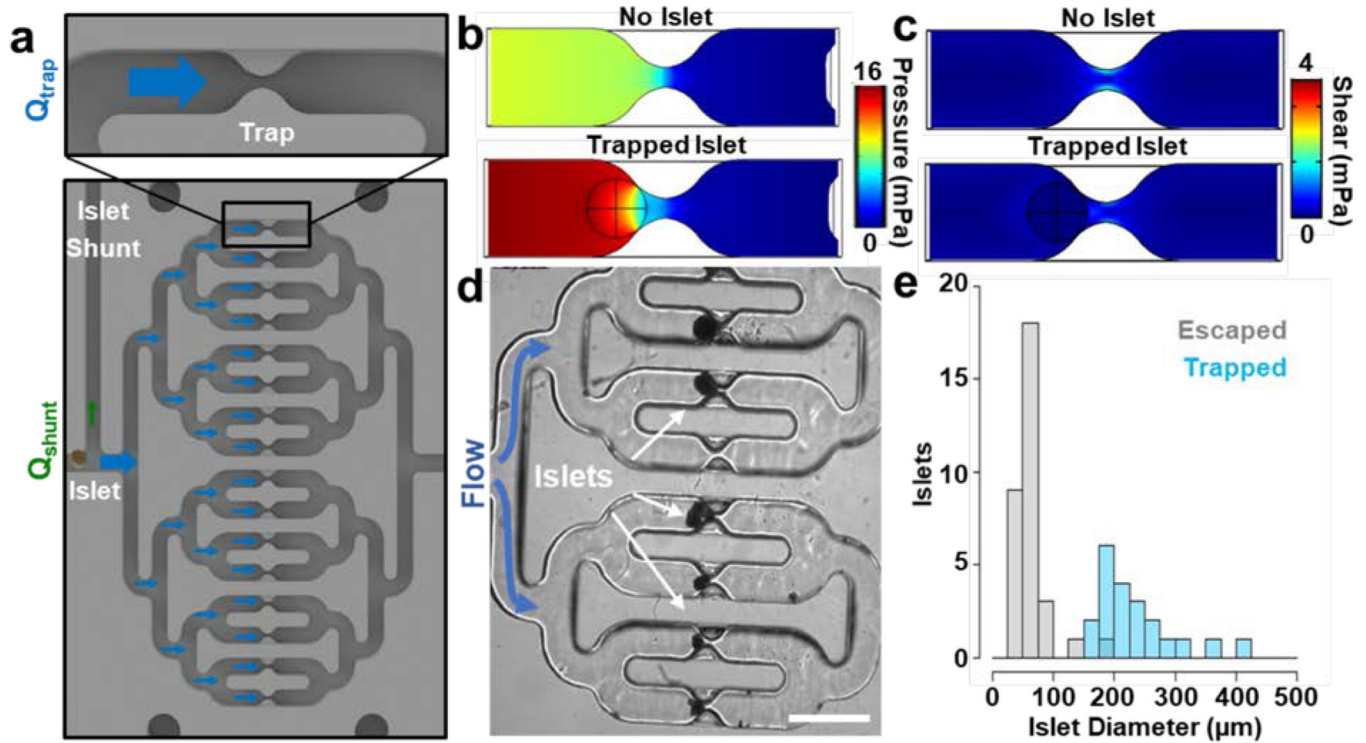 a
Q_trap
Trap
Islet
Shunt
Q_shunt
Islet
b
No Islet
Trapped Islet
16
Pressure (mPa)
0
c
No Islet
Trapped Islet
4
Shear (mPa)
0
d
Flow
Islets
e
20
15
10
5
0
Islets
Escaped
Trapped
0 100 200 300 400 500
Islet Diameter (µm)